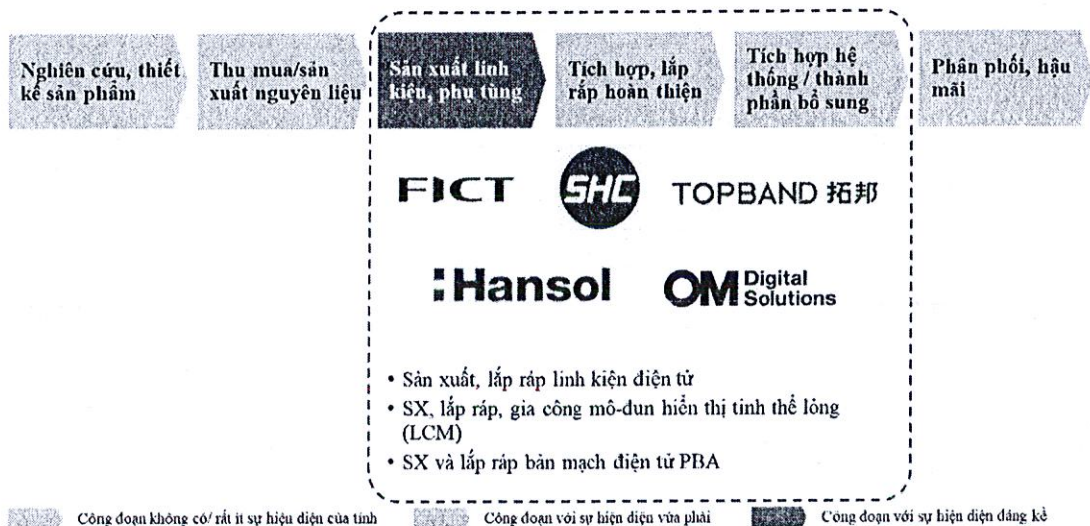 Nghiên cứu, thiết
kế sản phẩm
Thu mua/sản
xuất nguyên liệu
Sản xuất linh
kiện, phụ tùng
Tích hợp, lắp
rắp hoàn thiện
Tích hợp hệ
thống / thành
phần bổ sung
Phân phối, hậu
mãi
FICT
SHC
TOPBAND 拓邦
Hansol
OM Digital
Solutions
• Sản xuất, lắp ráp linh kiện điện tử
• SX, lắp ráp, gia công mô-đun hiển thị tinh thể lỏng
(LCM)
• SX và lắp ráp bản mạch điện tử PBA
Công đoạn không có/ rất ít sự hiệu diện của tỉnh
Công đoạn với sự hiện diện vừa phải
Công đoạn với sự hiện diện đáng kể